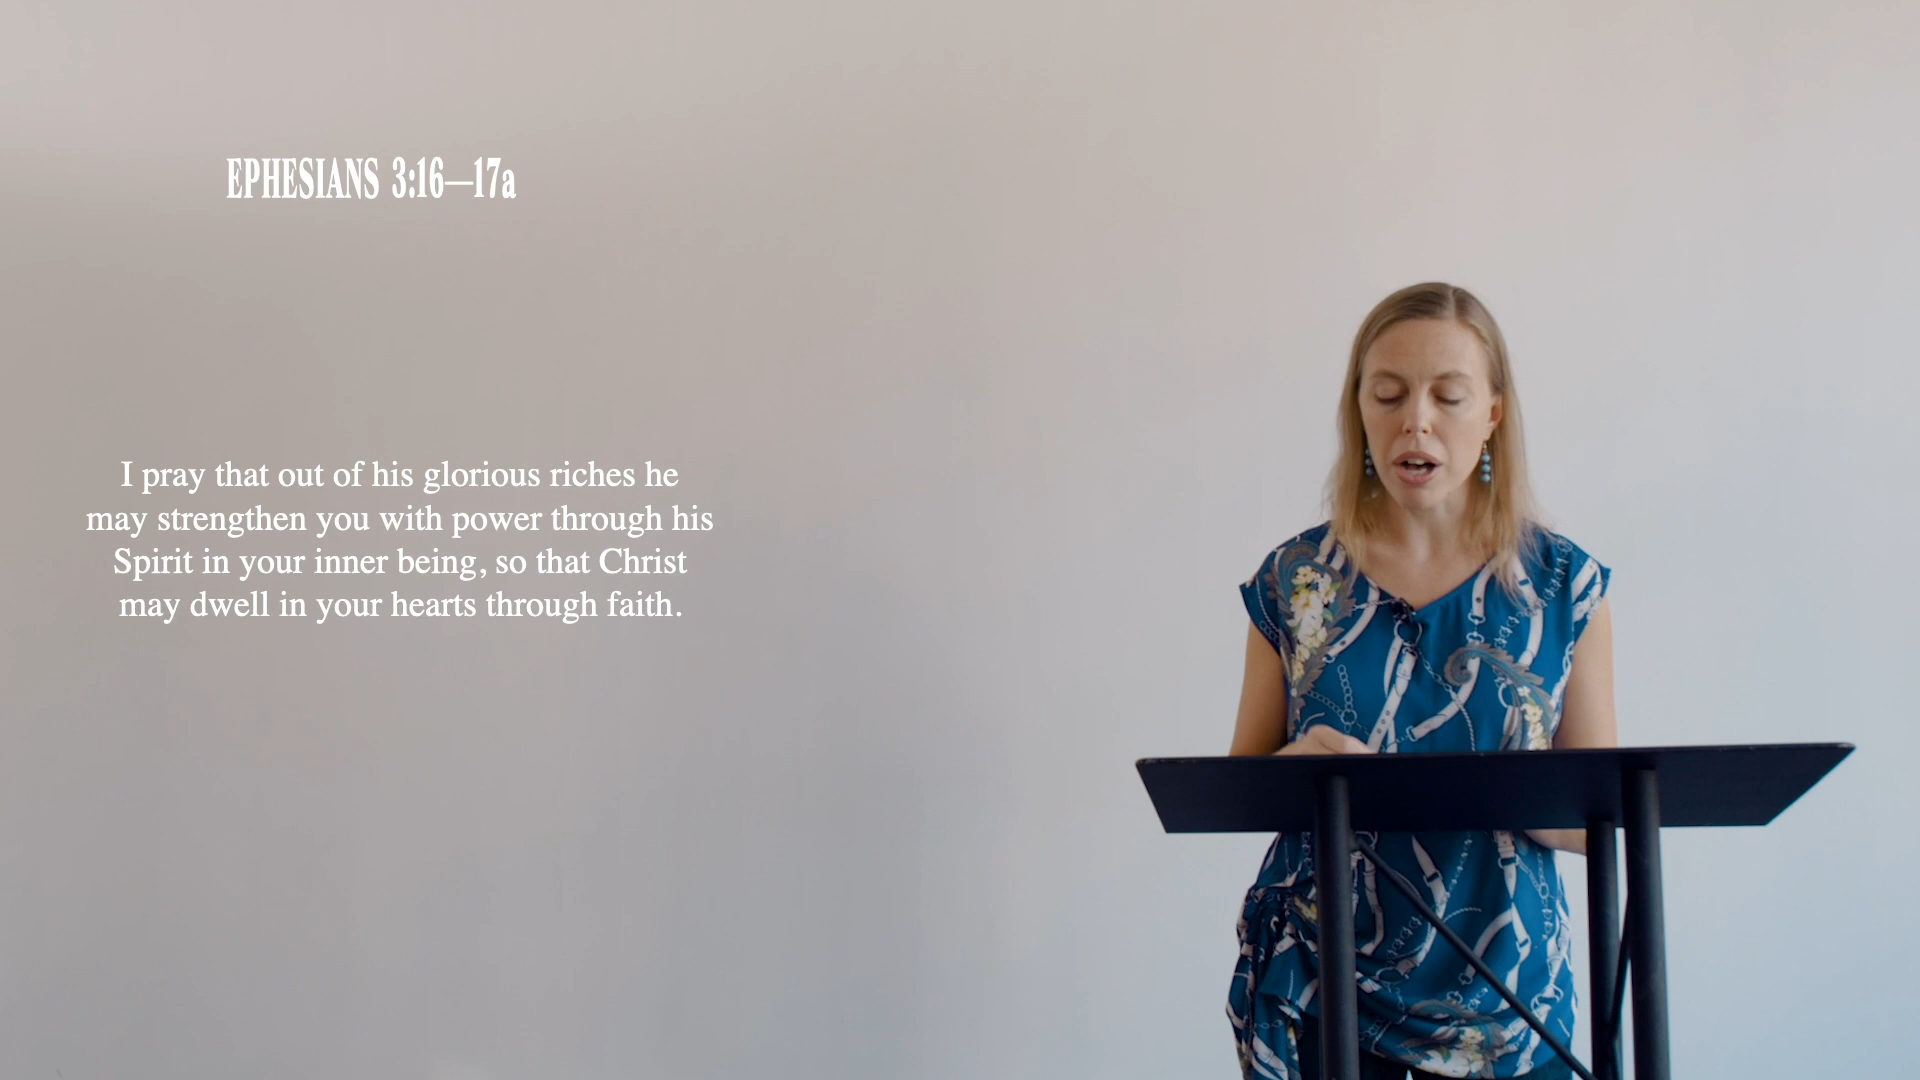 EPHESIANS 3:16—17a
I pray that out of his glorious riches he
may strengthen you with power through his
Spirit in your inner being, so that Christ
may dwell in your hearts through faith.